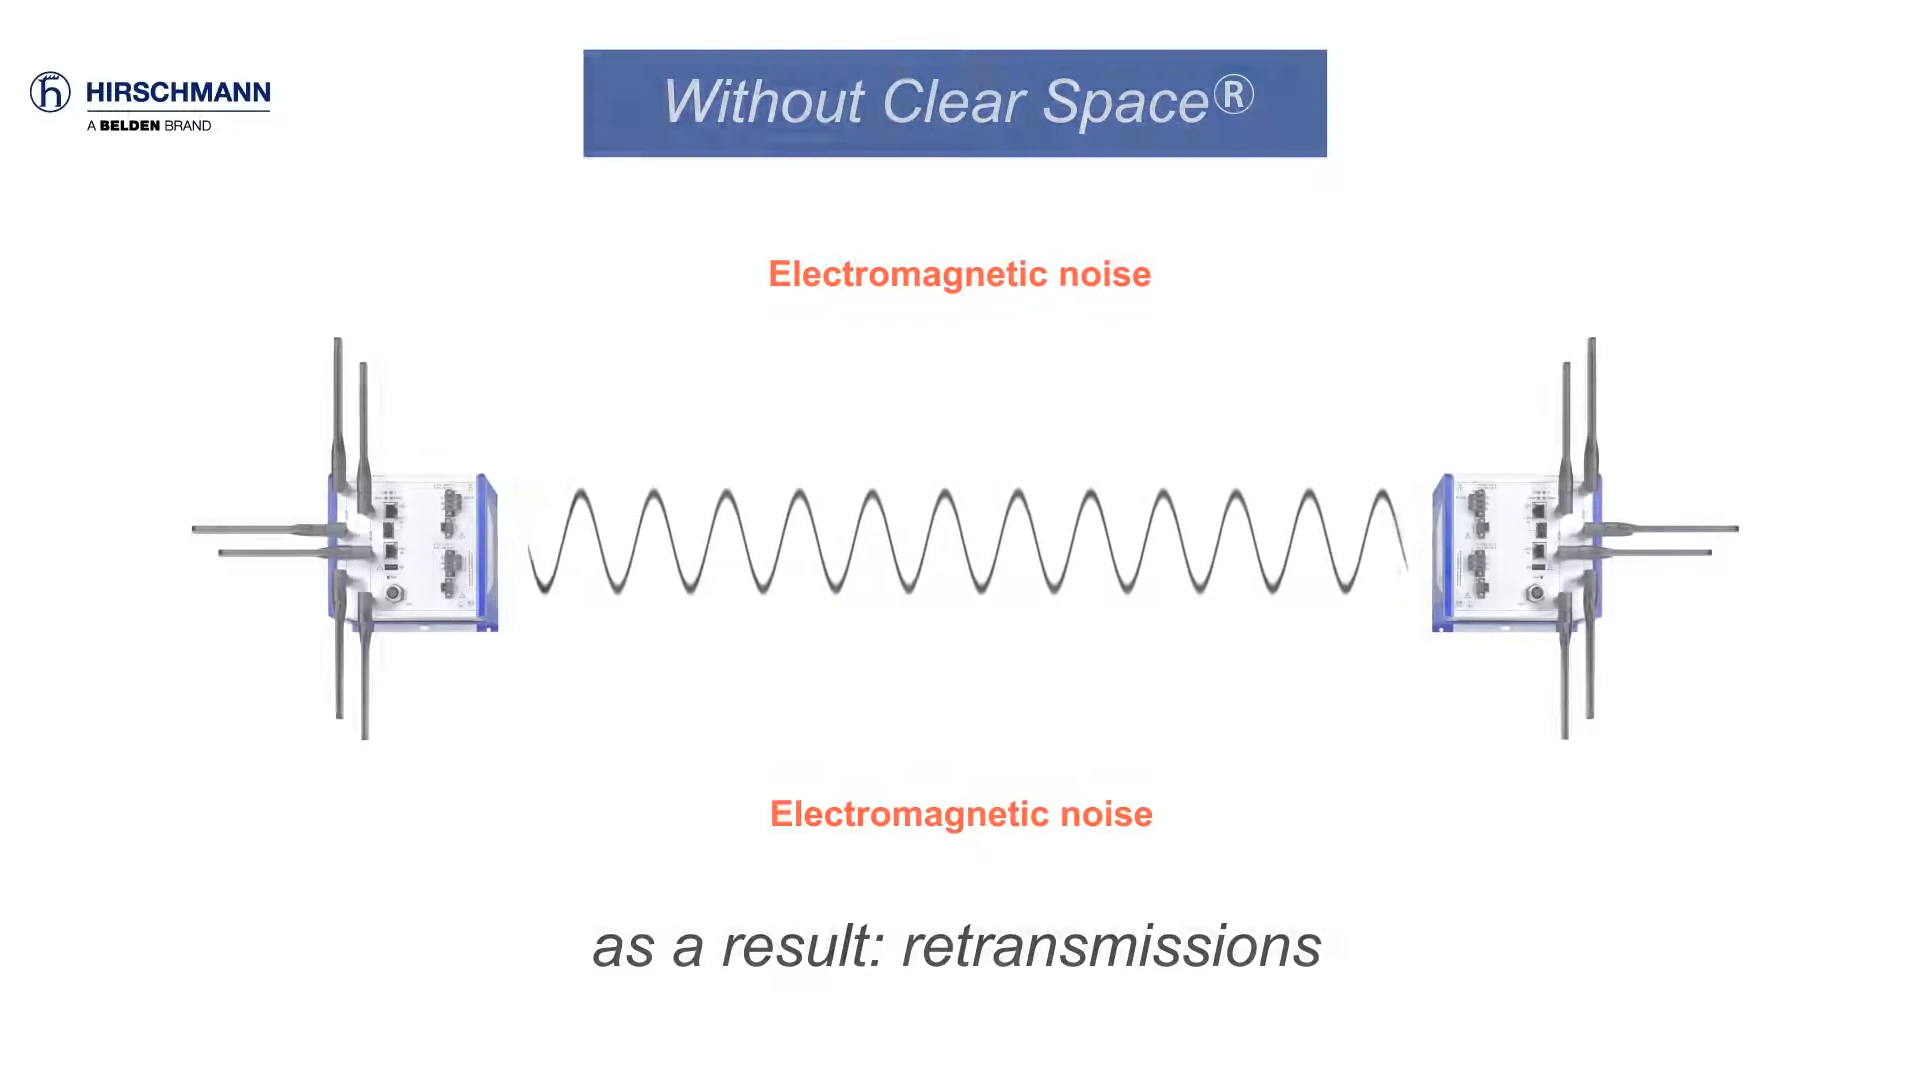 HIRSCHMANN
A BELDEN BRAND
Without Clear Space®
Electromagnetic noise
Electromagnetic noise
as a result: retransmissions